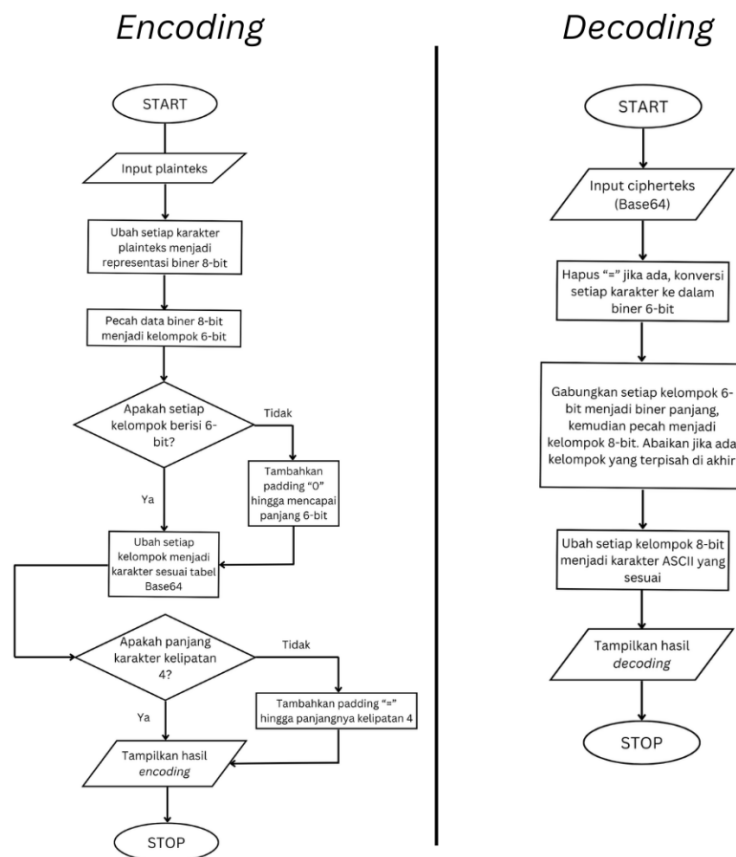 Encoding
START
Input plainteks
Ubah setiap karakter
plainteks menjadi
representasi biner 8-bit
Pecah data biner 8-bit
menjadi kelompok 6-bit
Apakah setiap
kelompok berisi 6-
bit?
Tidak
Tambahkan
padding “0”
hingga mencapai
panjang 6-bit
Ya
Ubah setiap
kelompok menjadi
karakter sesuai tabel
Base64
Apakah panjang
karakter kelipatan
4?
Tidak
Tambahkan padding “=”
hingga panjangnya kelipatan 4
Ya
Tampilkan hasil
encoding
STOP
Decoding
START
Input cipherteks
(Base64)
Hapus “=” jika ada, konversi
setiap karakter ke dalam
biner 6-bit
Gabungkan setiap kelompok 6-
bit menjadi biner panjang,
kemudian pecah menjadi
kelompok 8-bit. Abaikan jika ada
kelompok yang terpisah di akhir
Ubah setiap kelompok 8-bit
menjadi karakter ASCII yang
sesuai
Tampilkan hasil
decoding
STOP